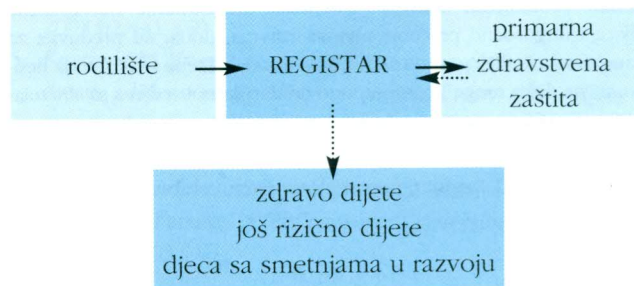 rodilište
REGISTAR
primarna
zdravstvena
zaštita
zdravo dijete
još rizično dijete
djeca sa smetnjama u razvoju